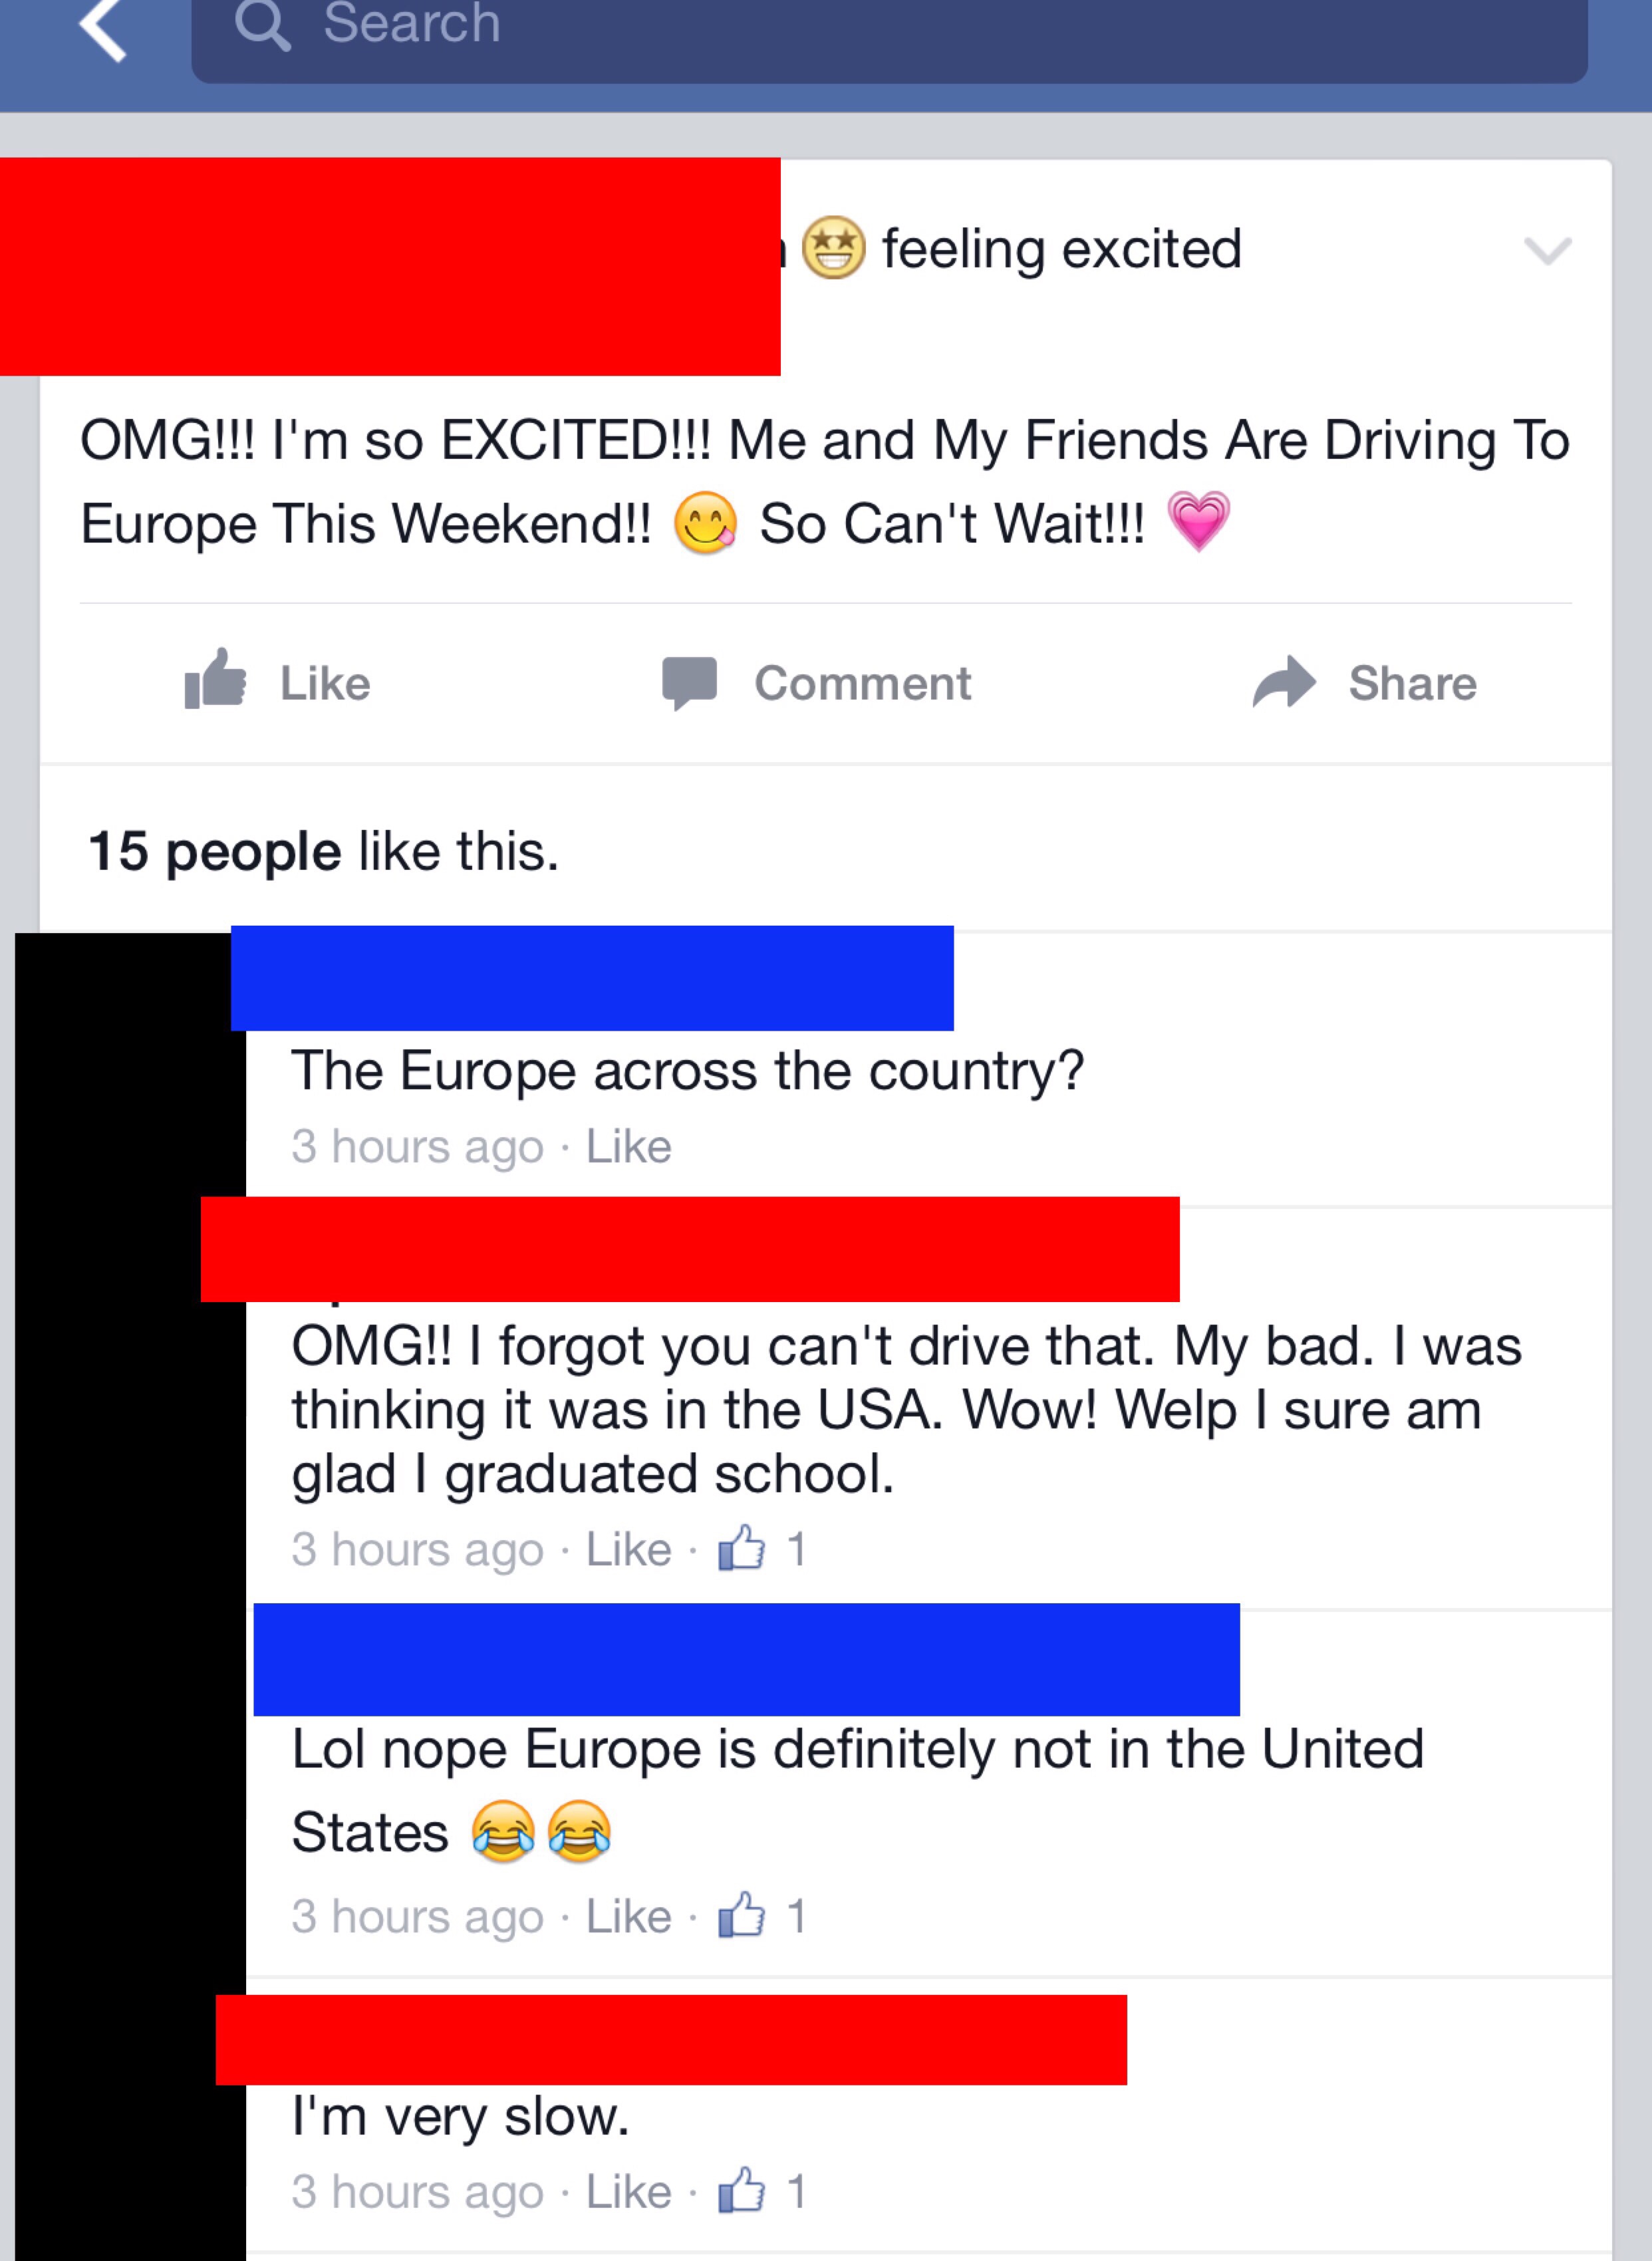 Search
feeling excited
OMG!!! I'm so EXCITED!!! Me and My Friends Are Driving To
Europe This Weekend!! 😋 So Can't Wait!!! 💗
Like Comment Share
15 people like this.
The Europe across the country?
3 hours ago · Like
OMG!! I forgot you can't drive that. My bad. I was
thinking it was in the USA. Wow! Welp I sure am
glad I graduated school.
3 hours ago · Like · 1
Lol nope Europe is definitely not in the United
States 😂😂
3 hours ago · Like · 1
I'm very slow.
3 hours ago · Like · 1